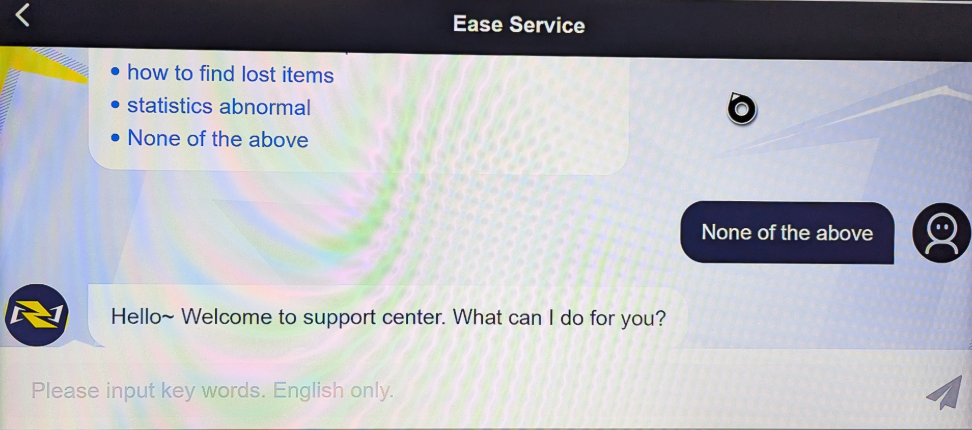 Ease Service
• how to find lost items
• statistics abnormal
• None of the above
None of the above
Hello~ Welcome to support center. What can I do for you?
Please input key words. English only.